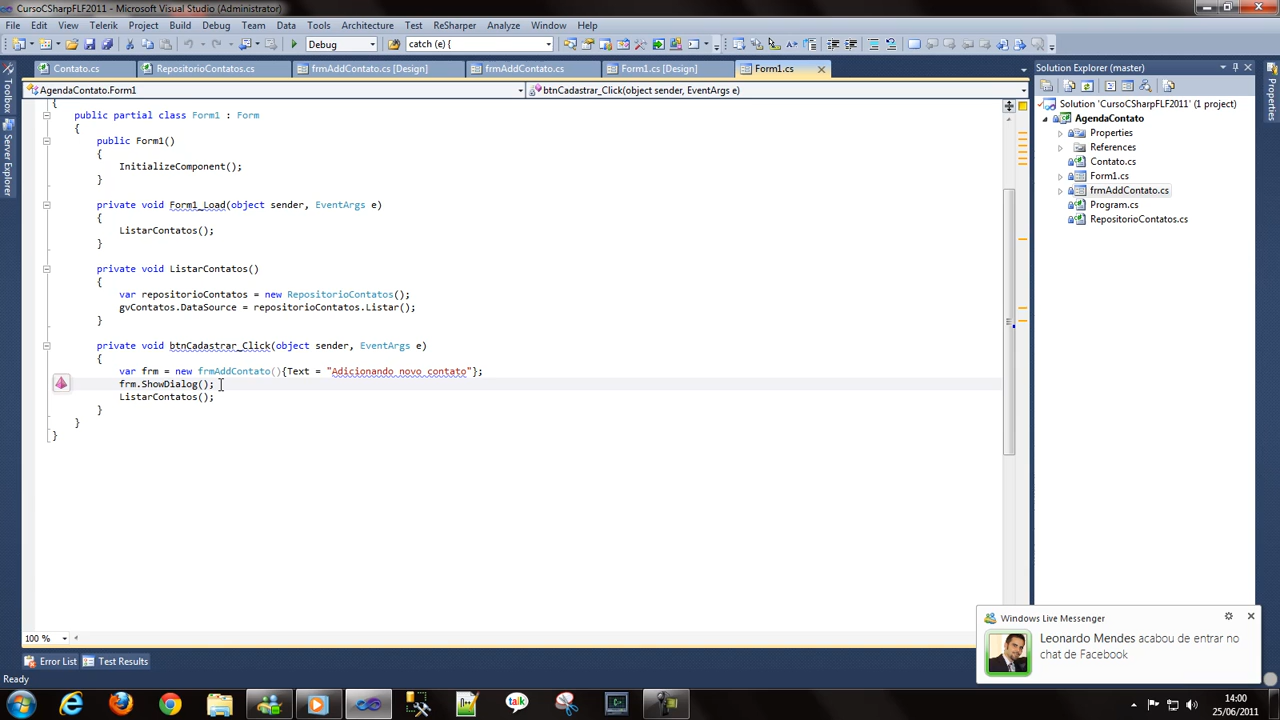 CursoCSharpFLF2011 - Microsoft Visual Studio (Administrator)
File Edit View Telerik Project Build Debug Team Data Tools Architecture Test ReSharper Analyze Window Help
Debug catch (e) {
Contato.cs RepositorioContatos.cs frmAddContato.cs [Design] frmAddContato.cs Form1.cs [Design] Form1.cs
AgendaContato.Form1 btnCadastrar_Click(object sender, EventArgs e)
{
public partial class Form1 : Form
{
public Form1()
{
InitializeComponent();
}
private void Form1_Load(object sender, EventArgs e)
{
ListarContatos();
}
private void ListarContatos()
{
var repositorioContatos = new RepositorioContatos();
gvContatos.DataSource = repositorioContatos.Listar();
}
private void btnCadastrar_Click(object sender, EventArgs e)
{
var frm = new frmAddContato(){Text = "Adicionando novo contato"};
frm.ShowDialog();
ListarContatos();
}
}
}
100 %
Error List Test Results
Ready
Toolbox
Server Explorer
Solution Explorer (master)
Solution 'CursoCSharpFLF2011' (1 project)
AgendaContato
Properties
References
Contato.cs
Form1.cs
frmAddContato.cs
Program.cs
RepositorioContatos.cs
Properties
Windows Live Messenger
Leonardo Mendes acabou de entrar no
chat de Facebook
talk
14:00
25/06/2011